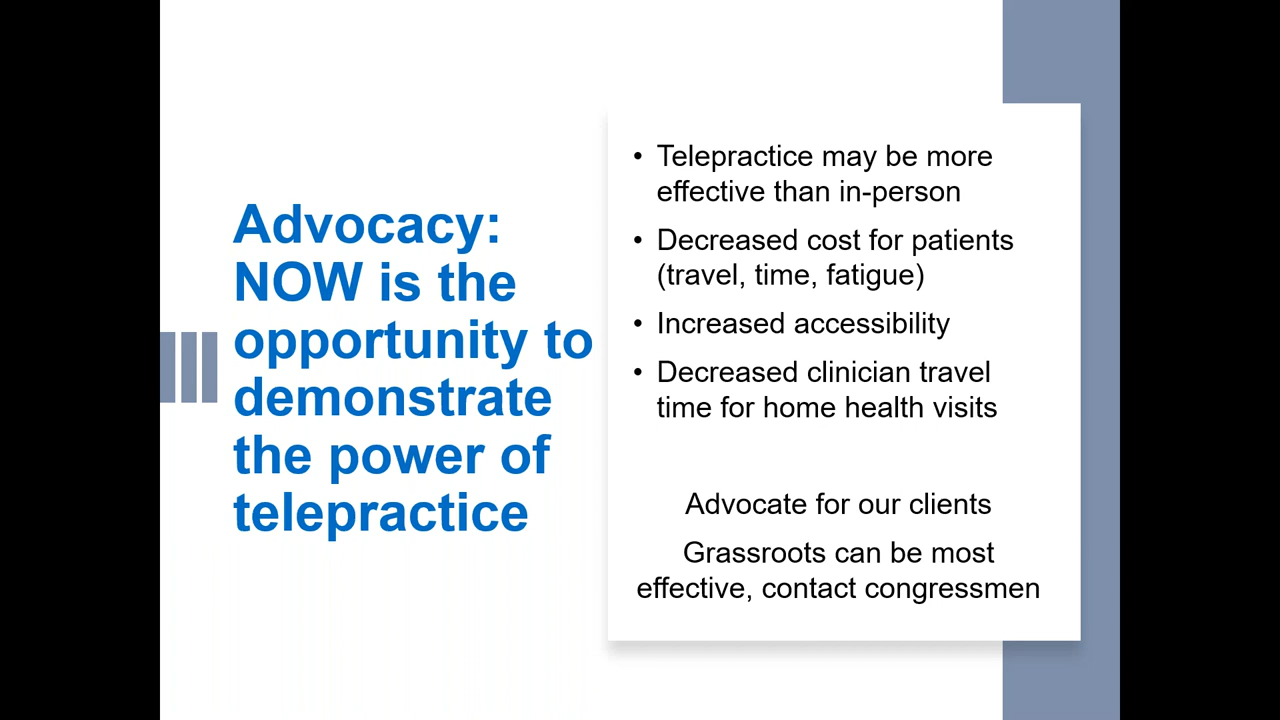 Advocacy:
NOW is the
opportunity to
demonstrate
the power of
telepractice
• Telepractice may be more
effective than in-person
• Decreased cost for patients
(travel, time, fatigue)
• Increased accessibility
• Decreased clinician travel
time for home health visits
Advocate for our clients
Grassroots can be most
effective, contact congressmen